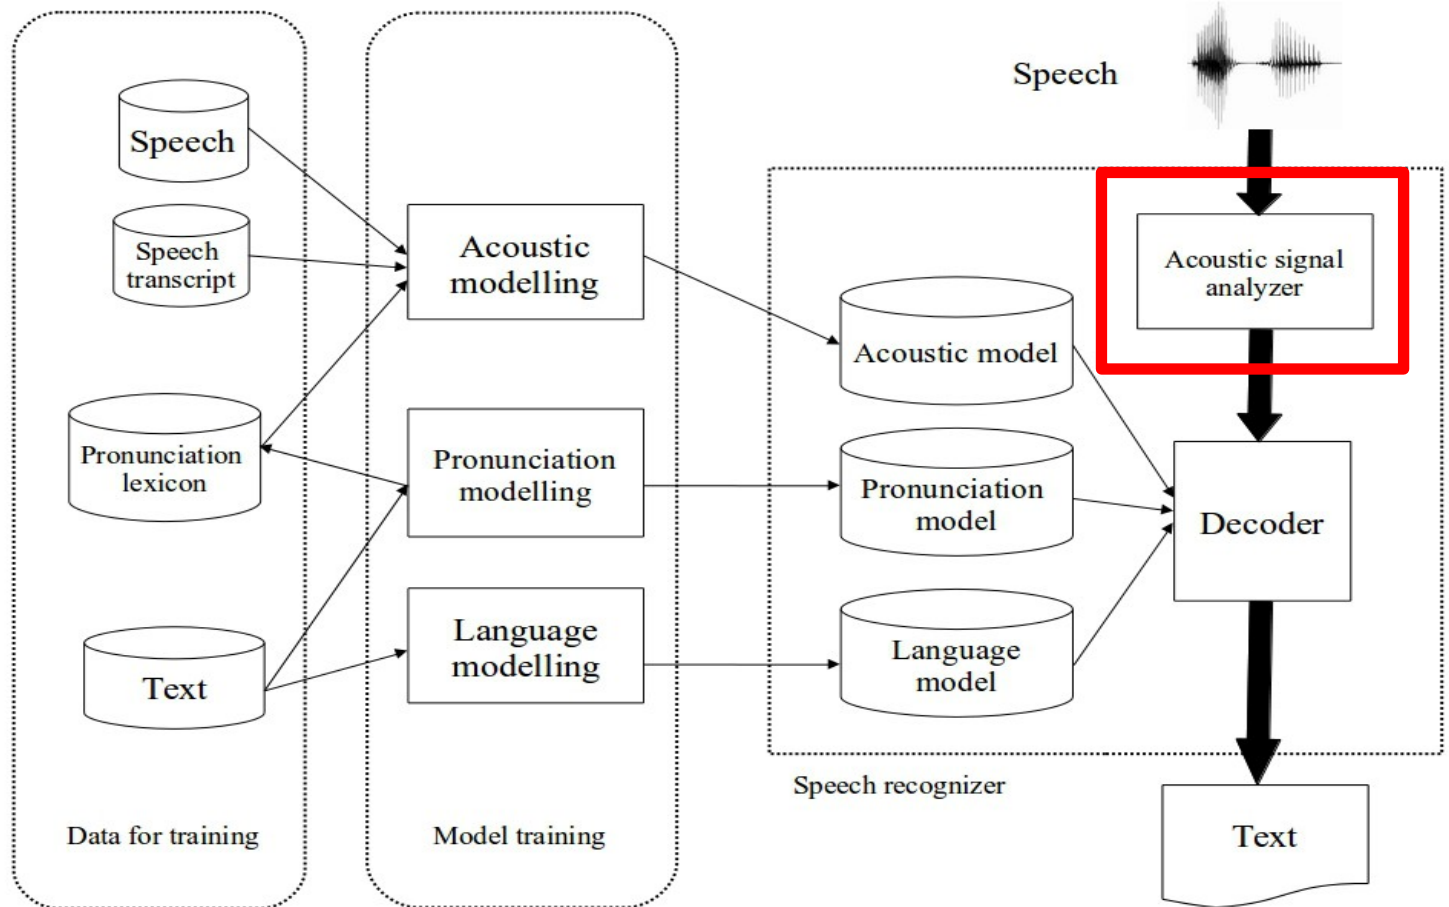 Speech
Speech
transcript
Pronunciation
lexicon
Text
Data for training
Acoustic
modelling
Pronunciation
modelling
Language
modelling
Model training
Speech
Acoustic signal
analyzer
Acoustic model
Pronunciation
model
Language
model
Decoder
Speech recognizer
Text